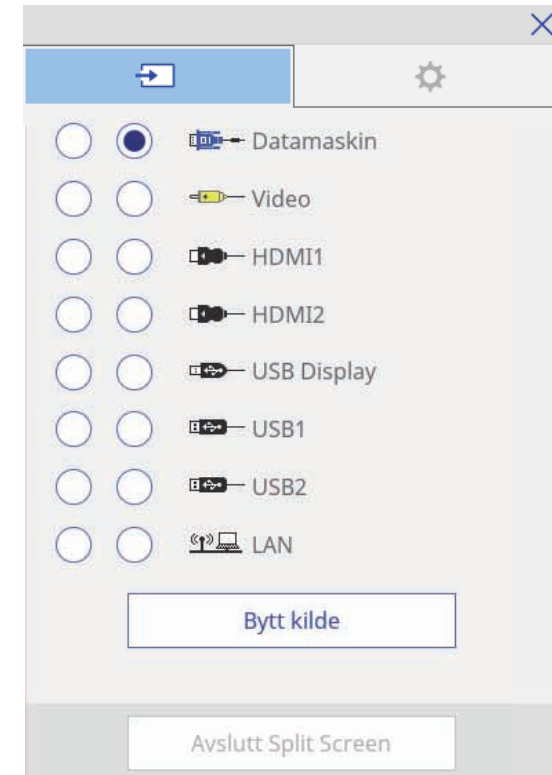 Datamaskin
Video
HDMI1
HDMI2
USB Display
USB1
USB2
LAN
Bytt kilde
Avslutt Split Screen